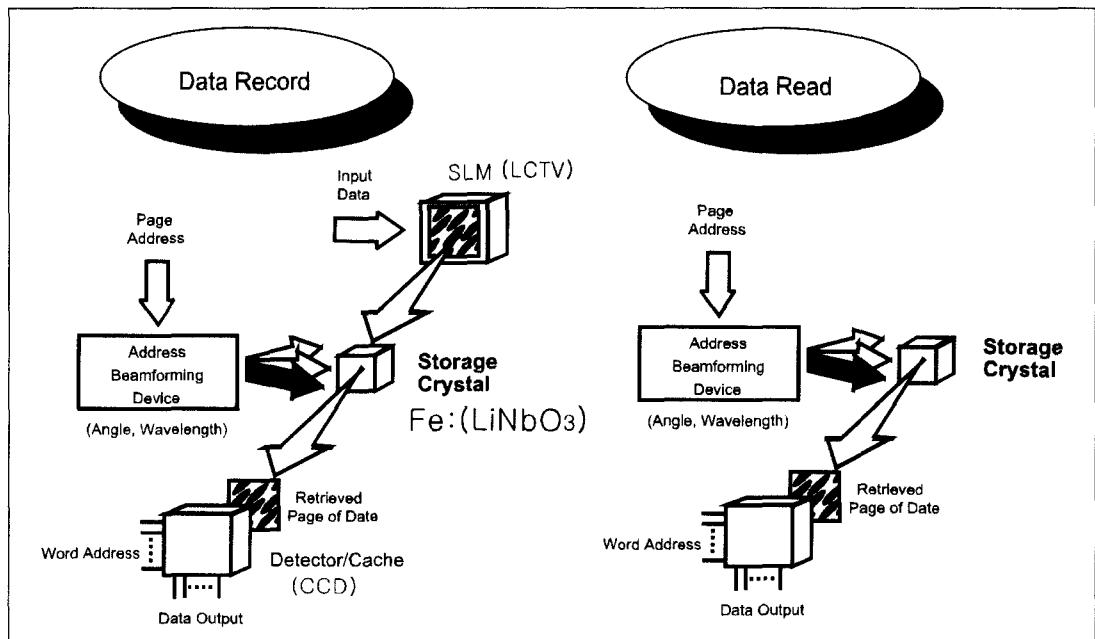 Data Record
SLM (LCTV)
Input
Data
Page
Address
Address
Beamforming
Device
(Angle, Wavelength)
Storage
Crystal
Fe:(LiNbO3)
Retrieved
Page of Date
Word Address
Detector/Cache
(CCD)
Data Output
Data Read
Page
Address
Address
Beamforming
Device
(Angle, Wavelength)
Storage
Crystal
Retrieved
Page of Date
Word Address
Data Output